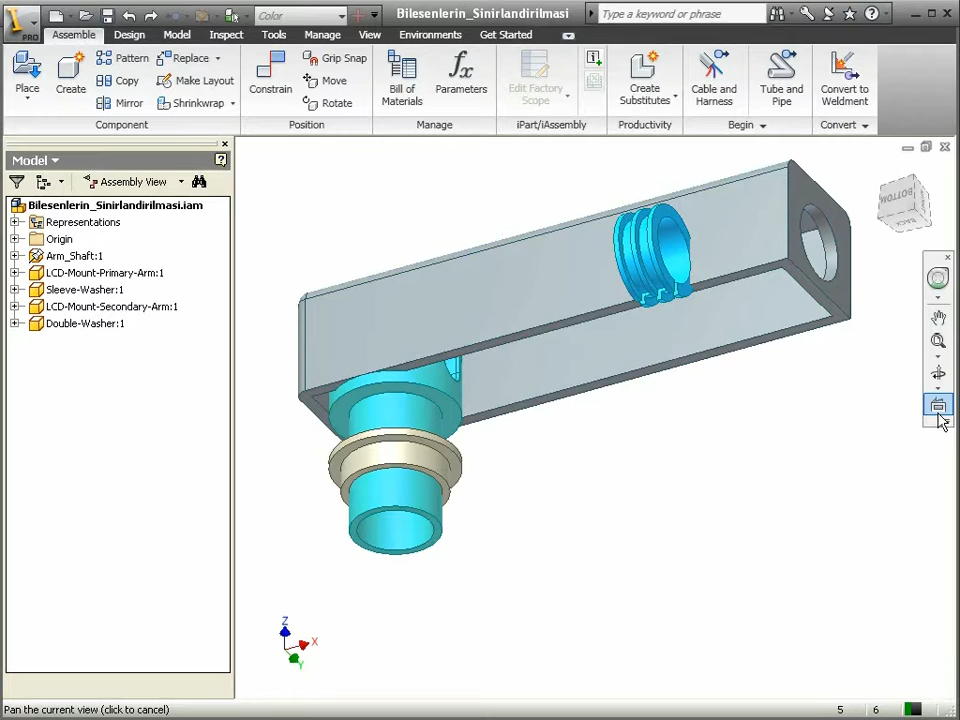 Color
Bilesenlerin_Sinirlandirilmasi
Type a keyword or phrase
PRO
Assemble
Design
Model
Inspect
Tools
Manage
View
Environments
Get Started
Place
Create
Pattern
Copy
Mirror
Replace
Make Layout
Shrinkwrap
Component
Constrain
Grip Snap
Move
Rotate
Position
Bill of
Materials
Parameters
Manage
Edit Factory
Scope
iPart/iAssembly
Create
Substitutes
Productivity
Cable and
Harness
Tube and
Pipe
Begin
Convert to
Weldment
Convert
Model
Assembly View
Bilesenlerin_Sinirlandirilmasi.iam
Representations
Origin
Arm_Shaft:1
LCD-Mount-Primary-Arm:1
Sleeve-Washer:1
LCD-Mount-Secondary-Arm:1
Double-Washer:1
BOTTOM
BACK
Z
X
Y
Pan the current view (click to cancel)
5
6